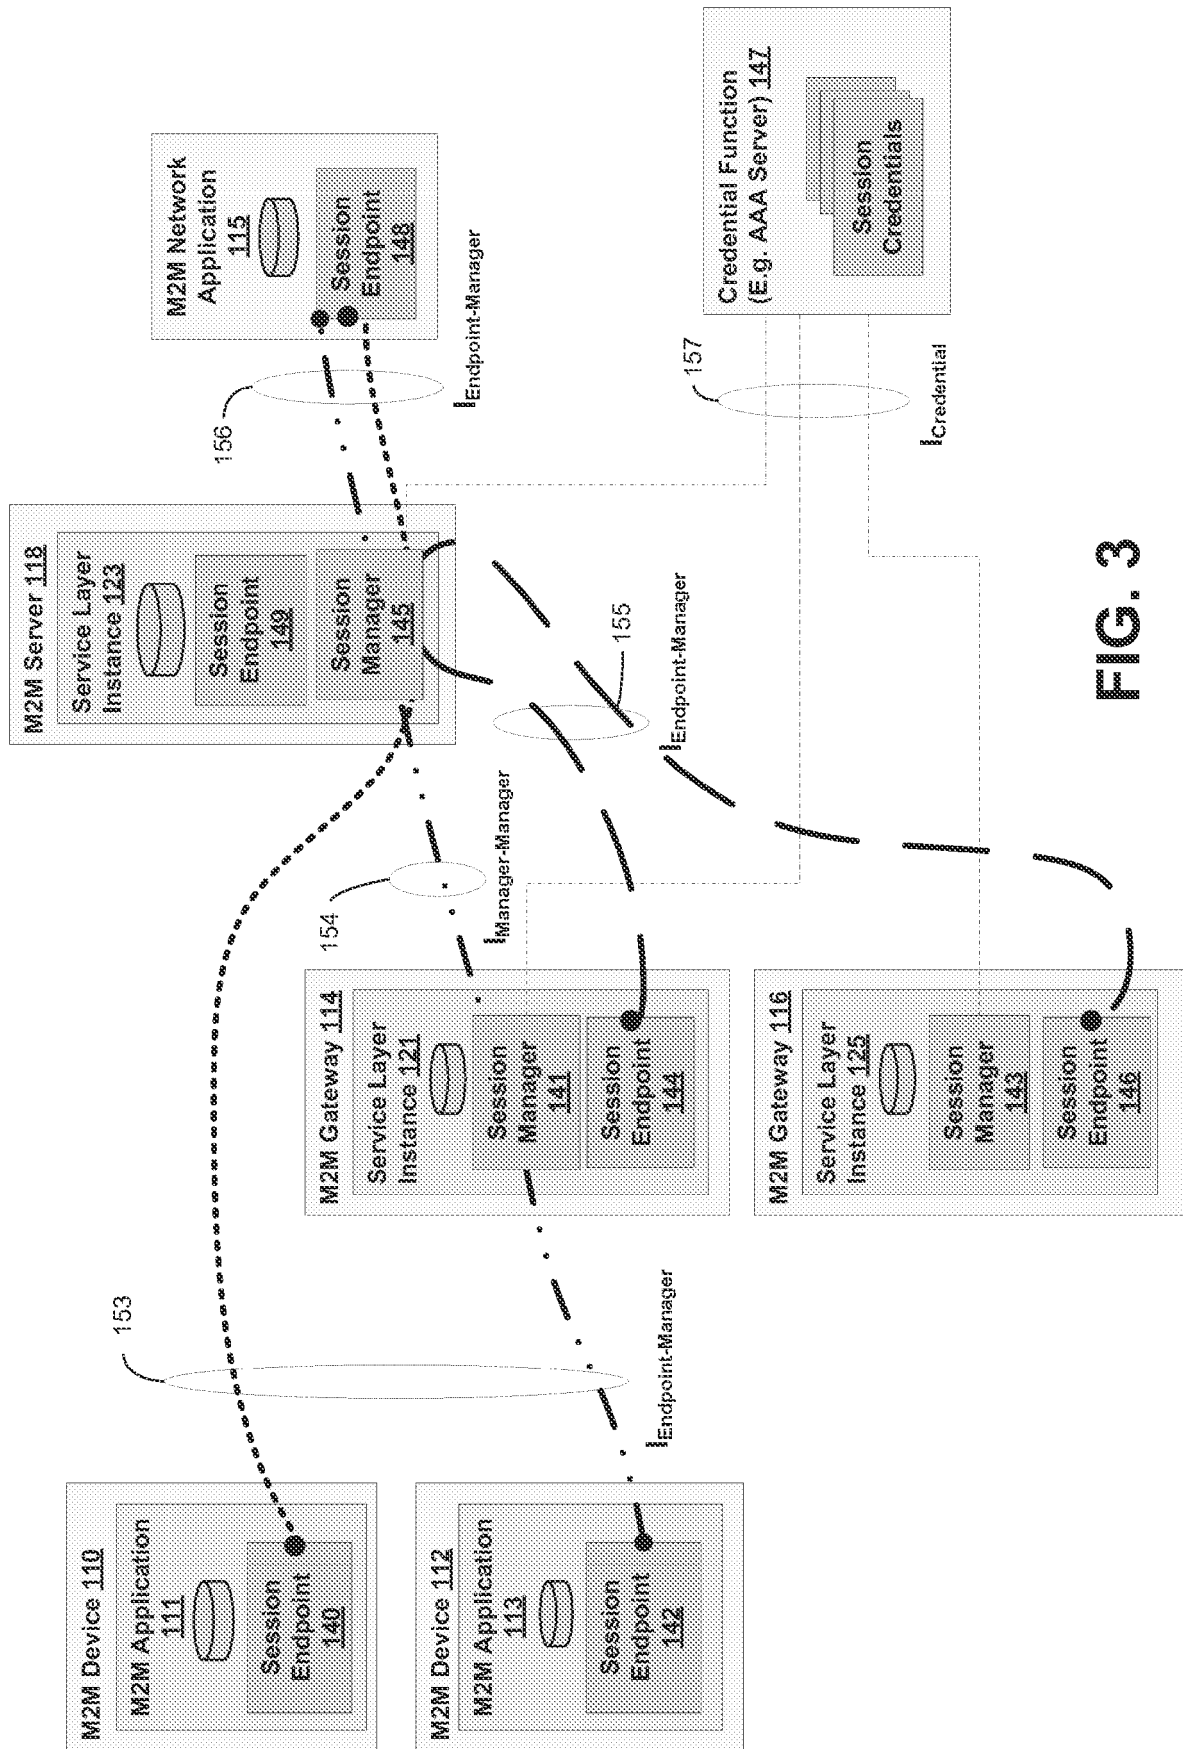 M2M Device 110
M2M Application
111
Session
Endpoint
140
M2M Device 112
M2M Application
113
Session
Endpoint
142
153
IEndpoint-Manager
M2M Gateway 114
Service Layer
Instance 121
Session
Manager
141
Session
Endpoint
144
M2M Gateway 116
Service Layer
Instance 125
Session
Manager
143
Session
Endpoint
146
154
IManager-Manager
M2M Server 118
Service Layer
Instance 123
Session
Endpoint
149
Session
Manager
145
155
IEndpoint-Manager
156
IEndpoint-Manager
M2M Network
Application
115
Session
Endpoint
148
157
ICredential
Credential Function
(E.g. AAA Server) 147
Session
Credentials
FIG. 3